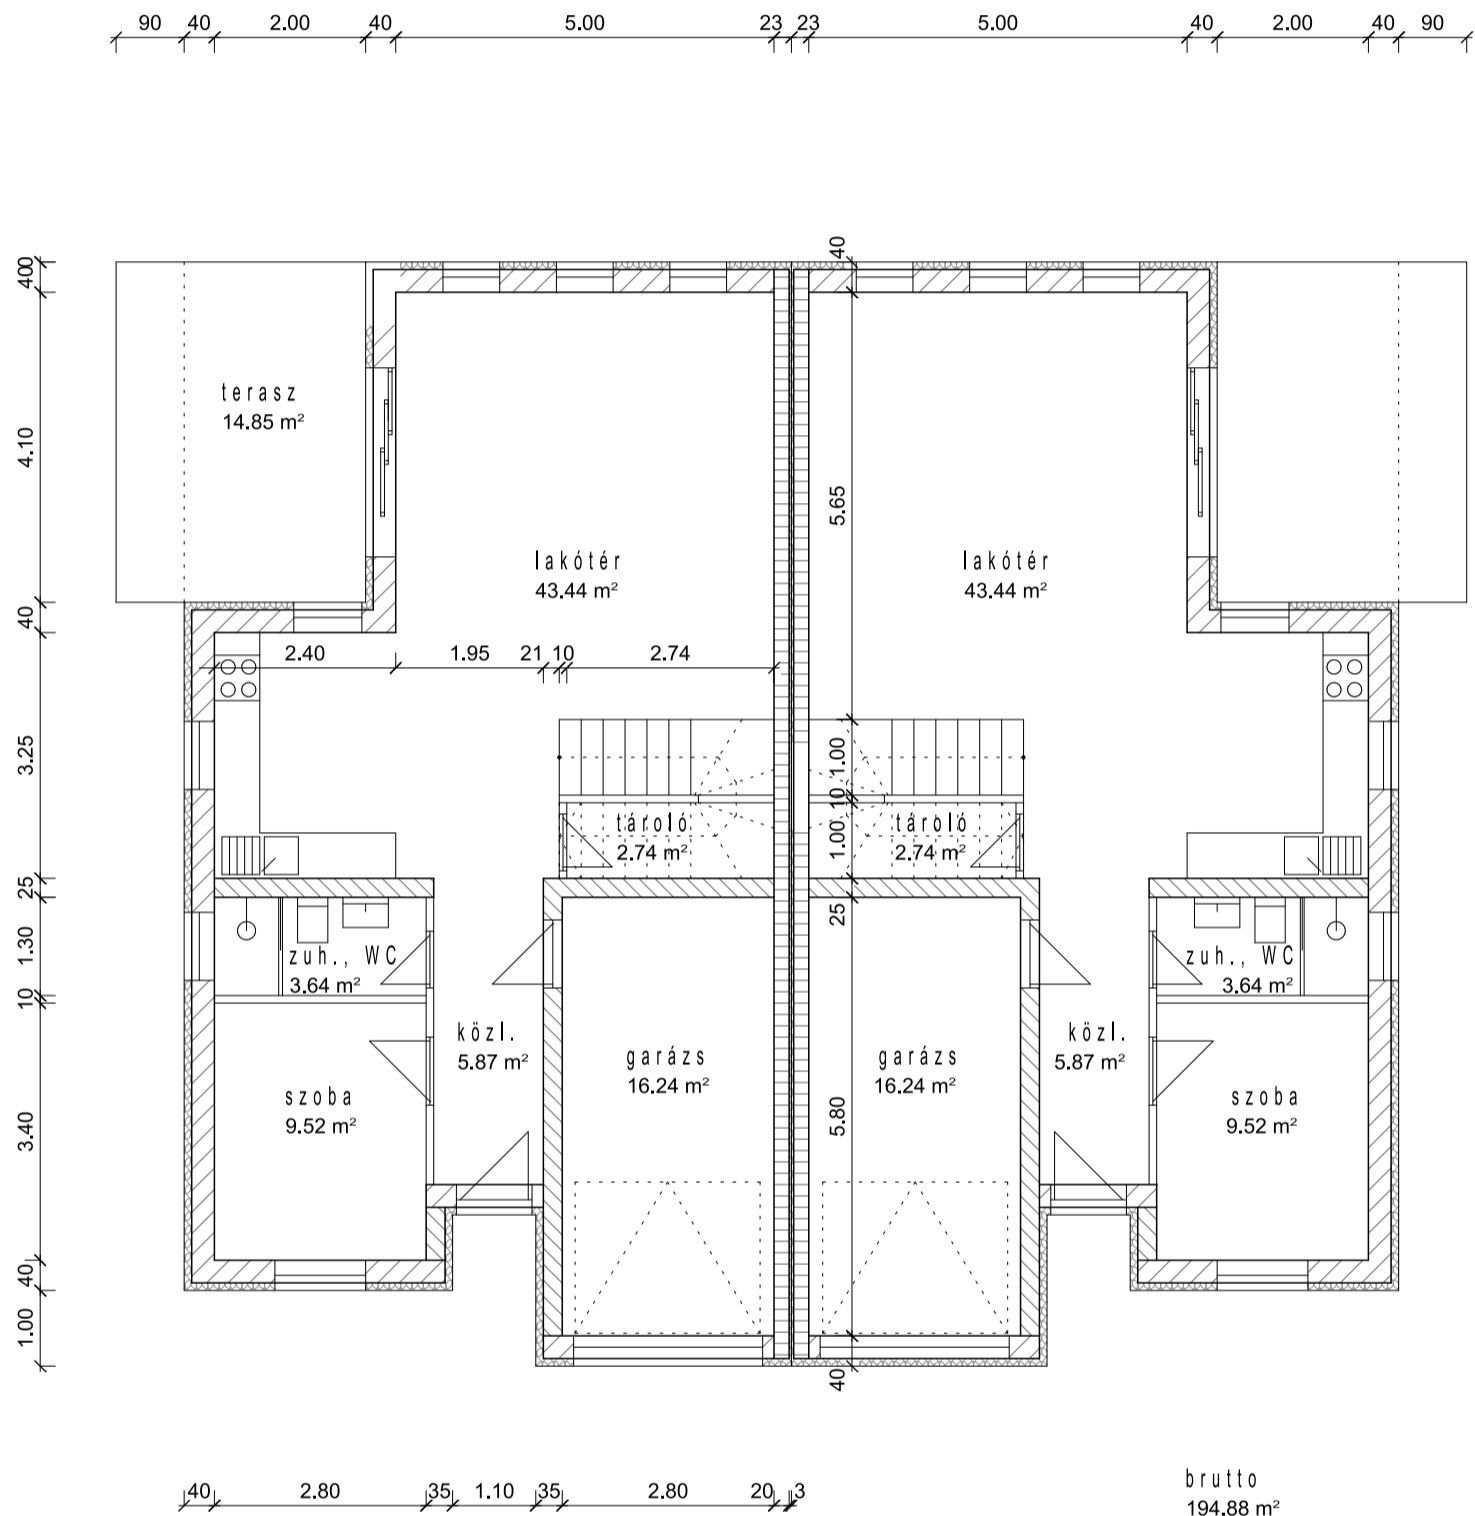 90 40 2.00 40 5.00 23 23 5.00 40 2.00 40 90
40
400
terasz
14.85 m²
4.10
5.65
lakótér
43.44 m²
lakótér
43.44 m²
40
2.40 1.95 21 10 2.74
3.25
1.00
10
tároló
2.74 m²
1.00
tároló
2.74 m²
25
25
1.30
zuh., WC
3.64 m²
zuh., WC
3.64 m²
10
közl.
5.87 m²
közl.
5.87 m²
garázs
16.24 m²
garázs
16.24 m²
szoba
9.52 m²
szoba
9.52 m²
3.40
5.80
40
1.00
40
40 2.80 35 1.10 35 2.80 20 3
brutto
194.88 m²